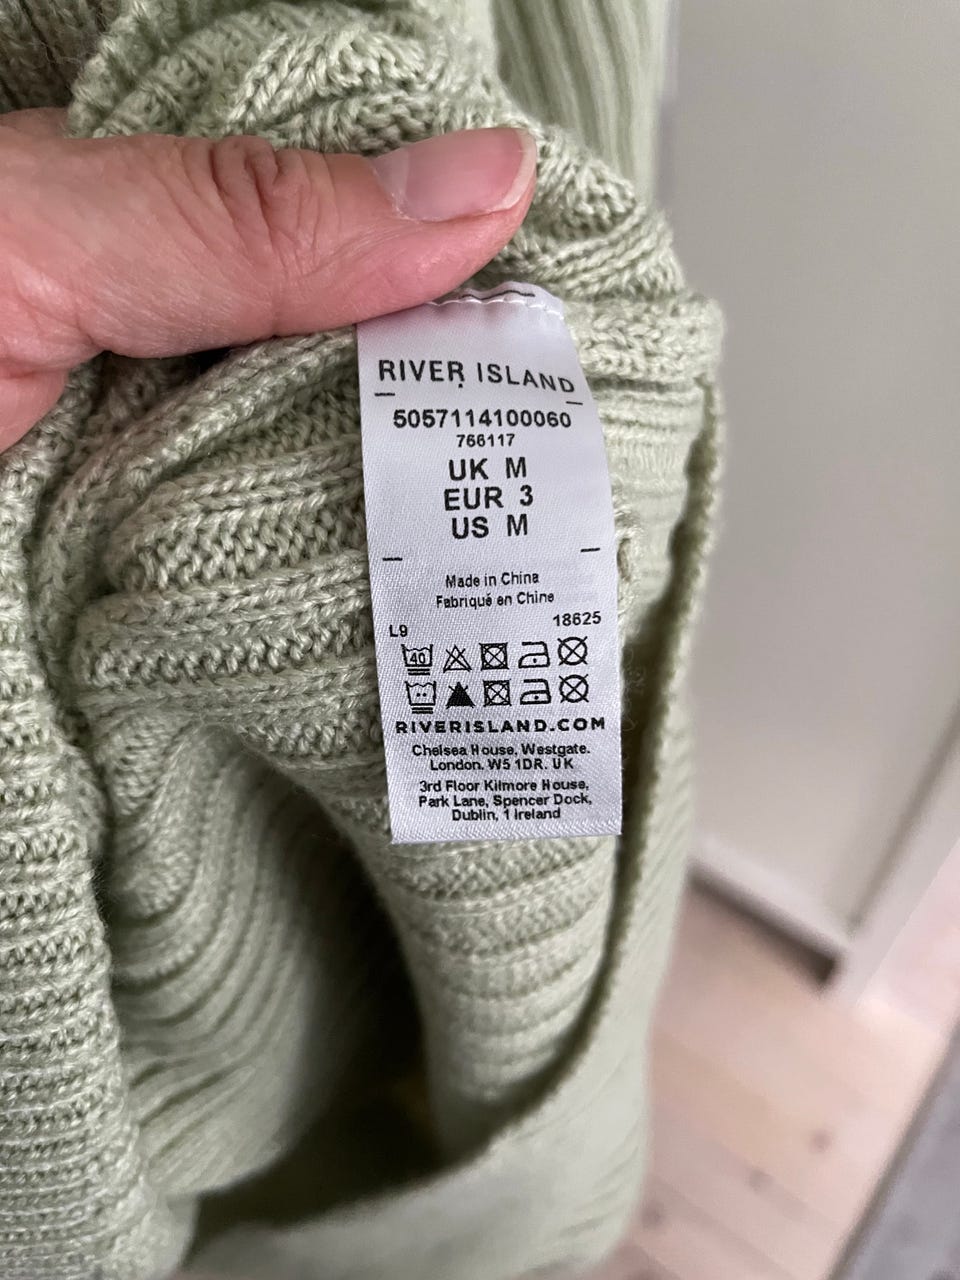 RIVER ISLAND
5057114100060
766117
UK M
EUR 3
US M
Made in China
Fabriqué en Chine
L9 18625
40
RIVERISLAND.COM
Chelsea House, Westgate.
London. W5 1DR. UK
3rd Floor Kilmore House,
Park Lane, Spencer Dock,
Dublin, 1 Ireland